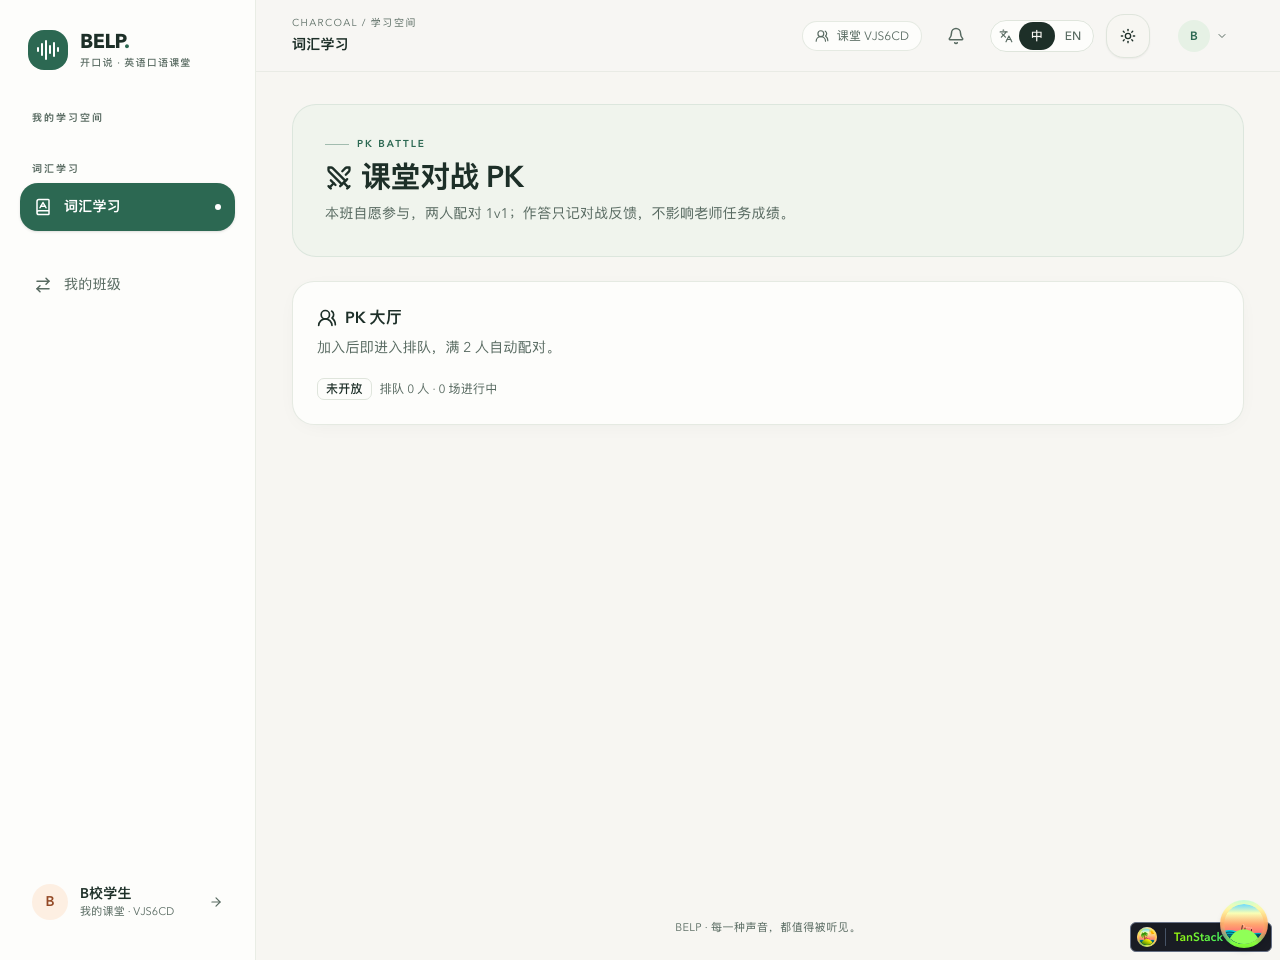 BELP.
开口说 · 英语口语课堂
我的学习空间
词汇学习
词汇学习
我的班级
B
B校学生
我的课堂 · VJS6CD
CHARCOAL / 学习空间
词汇学习
课堂 VJS6CD
中
EN
B
PK BATTLE
课堂对战 PK
本班自愿参与，两人配对 1v1；作答只记对战反馈，不影响老师任务成绩。
PK 大厅
加入后即进入排队，满 2 人自动配对。
未开放
排队 0 人 · 0 场进行中
BELP · 每一种声音，都值得被听见。
TanStack